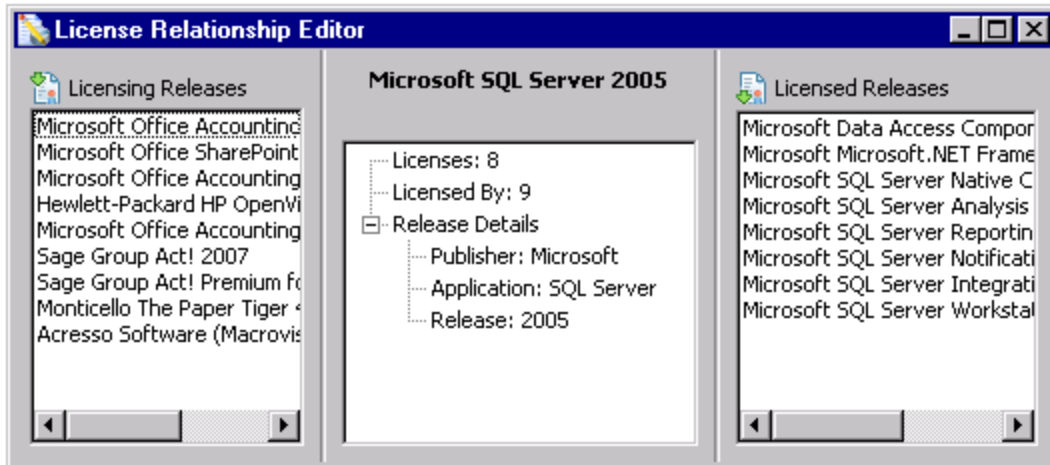 License Relationship Editor
Licensing Releases
Microsoft Office Accounting
Microsoft Office SharePoint
Microsoft Office Accounting
Hewlett-Packard HP OpenVi
Microsoft Office Accounting
Sage Group Act! 2007
Sage Group Act! Premium fo
Monticello The Paper Tiger 4
Acresso Software (Macrovis
Microsoft SQL Server 2005
Licenses: 8
Licensed By: 9
Release Details
Publisher: Microsoft
Application: SQL Server
Release: 2005
Licensed Releases
Microsoft Data Access Compon
Microsoft Microsoft.NET Frame
Microsoft SQL Server Native C
Microsoft SQL Server Analysis
Microsoft SQL Server Reportin
Microsoft SQL Server Notificati
Microsoft SQL Server Integrati
Microsoft SQL Server Workstat